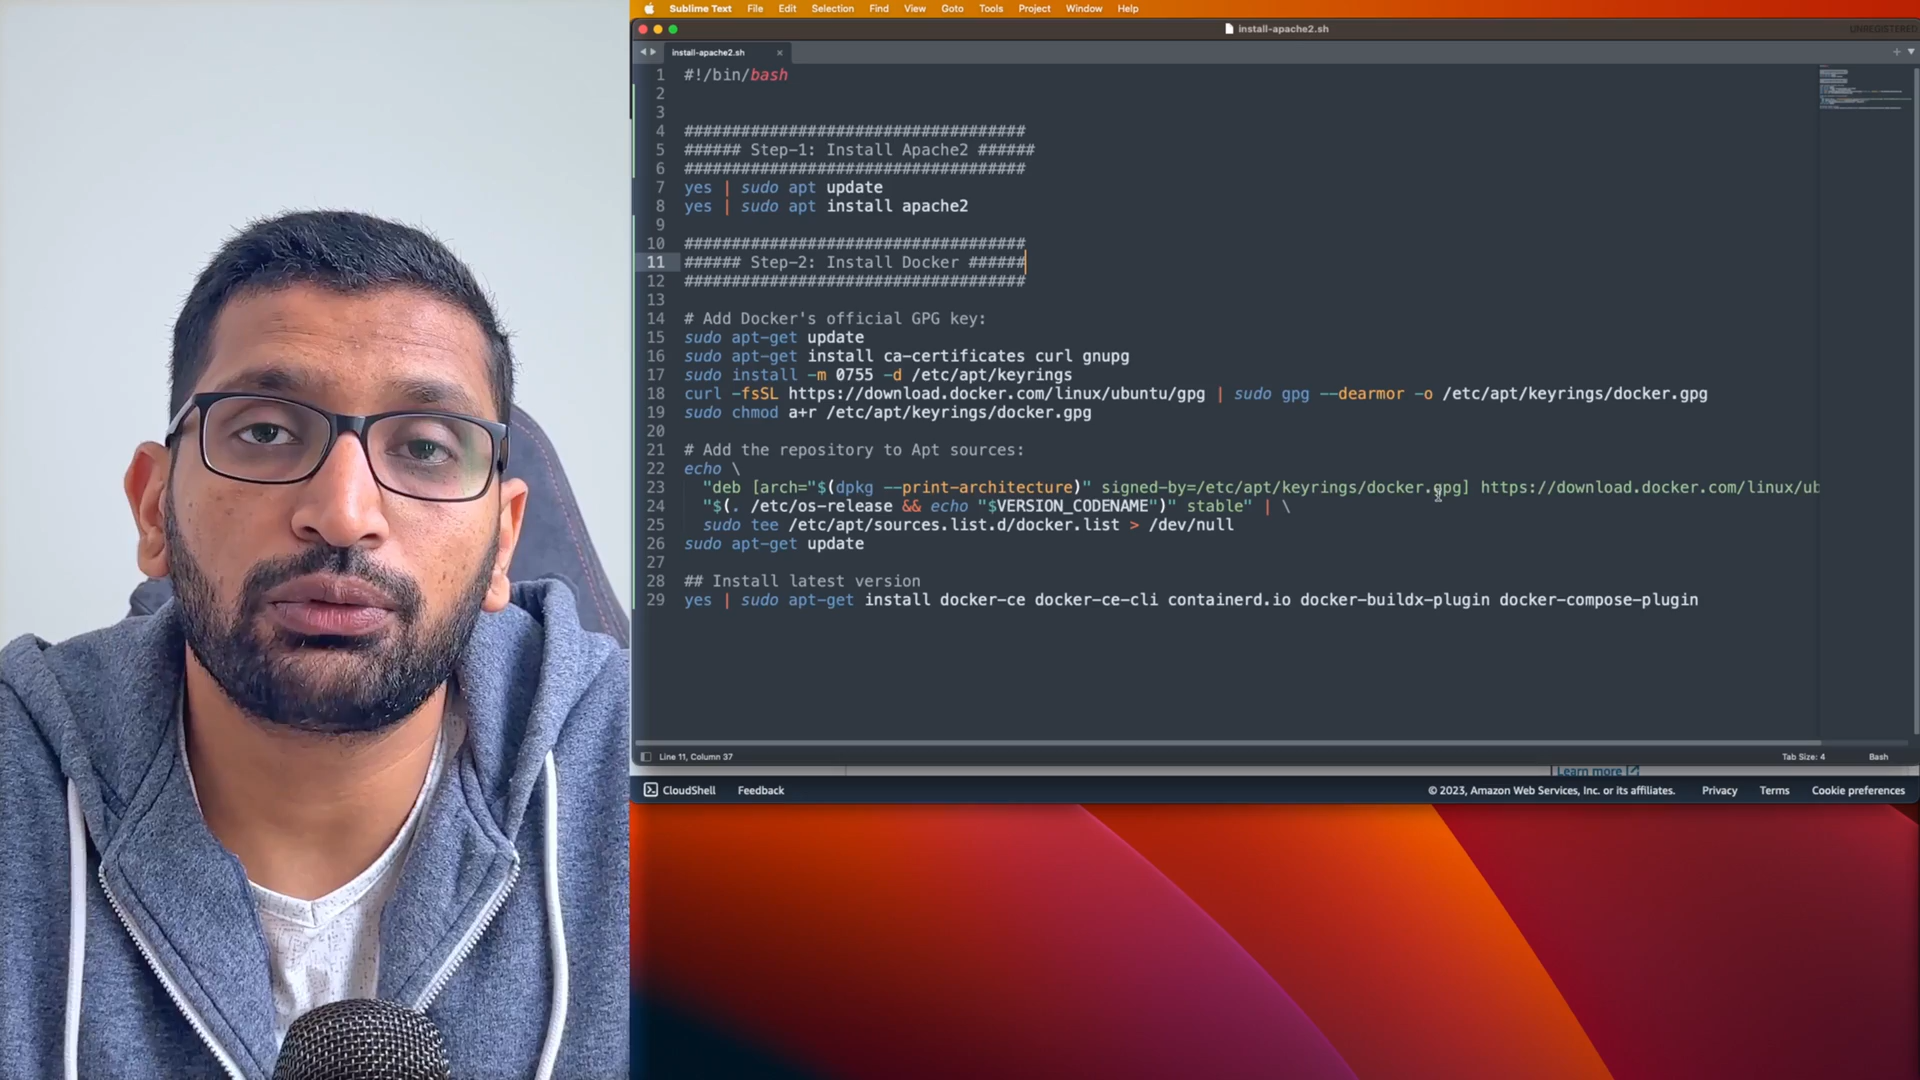 Sublime Text File Edit Selection Find View Goto Tools Project Window Help
install-apache2.sh
UNREGISTERED
install-apache2.sh
1 #!/bin/bash
2
3
4 ####################################
5 ###### Step-1: Install Apache2 ######
6 ####################################
7 yes | sudo apt update
8 yes | sudo apt install apache2
9
10 ####################################
11 ###### Step-2: Install Docker ######
12 ####################################
13
14 # Add Docker's official GPG key:
15 sudo apt-get update
16 sudo apt-get install ca-certificates curl gnupg
17 sudo install -m 0755 -d /etc/apt/keyrings
18 curl -fsSL https://download.docker.com/linux/ubuntu/gpg | sudo gpg --dearmor -o /etc/apt/keyrings/docker.gpg
19 sudo chmod a+r /etc/apt/keyrings/docker.gpg
20
21 # Add the repository to Apt sources:
22 echo \
23 "deb [arch="$(dpkg --print-architecture)" signed-by=/etc/apt/keyrings/docker.gpg] https://download.docker.com/linux/ub
24 "$(. /etc/os-release && echo "$VERSION_CODENAME")" stable" | \
25 sudo tee /etc/apt/sources.list.d/docker.list > /dev/null
26 sudo apt-get update
27
28 ## Install latest version
29 yes | sudo apt-get install docker-ce docker-ce-cli containerd.io docker-buildx-plugin docker-compose-plugin
Line 11, Column 37
Tab Size: 4
Bash
Learn more
CloudShell Feedback
© 2023, Amazon Web Services, Inc. or its affiliates. Privacy Terms Cookie preferences